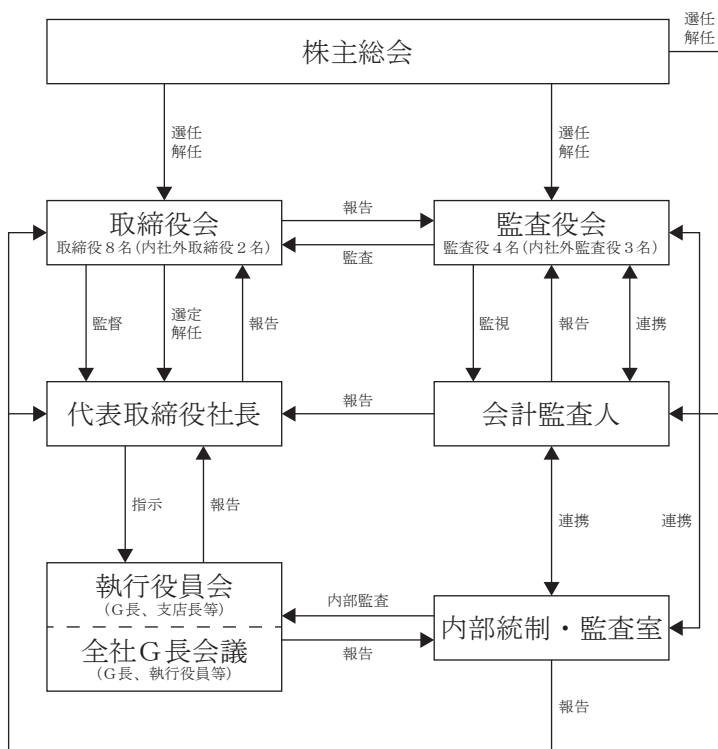 選任
解任
株主総会
選任
解任
選任
解任
取締役会
取締役8名(内社外取締役2名)
報告
監査
監査役会
監査役4名(内社外監査役3名)
監督
選定
解任
報告
監視
報告
連携
代表取締役社長
報告
会計監査人
指示
報告
連携
連携
執行役員会
(G長、支店長等)
全社G長会議
(G長、執行役員等)
内部監査
報告
内部統制・監査室
報告